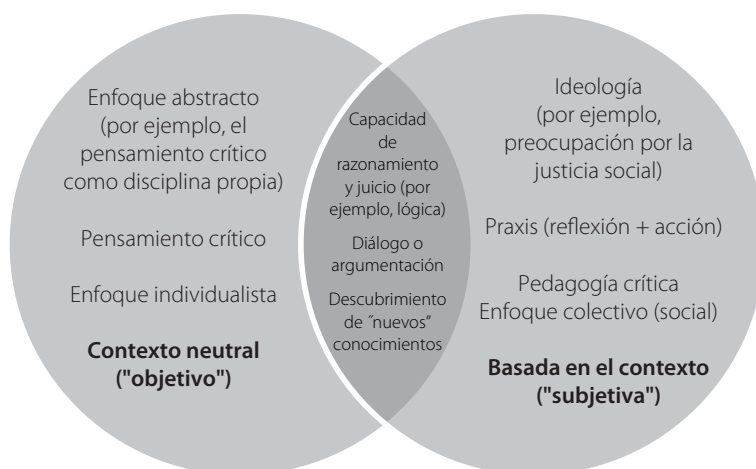 Enfoque abstracto
(por ejemplo, el
pensamiento crítico
como disciplina propia)
Pensamiento crítico
Enfoque individualista
Contexto neutral
("objetivo")
Capacidad
de
razonamiento
y juicio (por
ejemplo, lógica)
Diálogo o
argumentación
Descubrimiento
de ˝nuevos”
conocimientos
Ideología
(por ejemplo,
preocupación por la
justicia social)
Praxis (reflexión + acción)
Pedagogía crítica
Enfoque colectivo (social)
Basada en el contexto
("subjetiva")